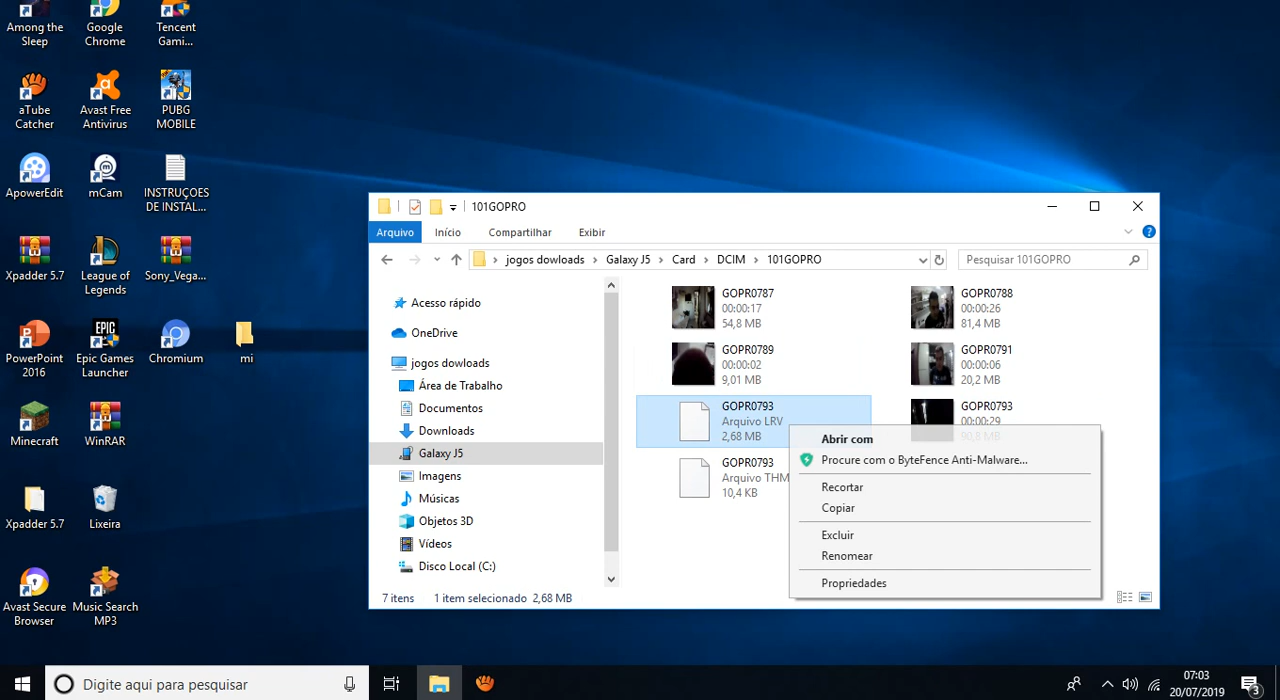 Among the
Sleep
Google
Chrome
Tencent
Gami...
aTube
Catcher
Avast Free
Antivirus
PUBG
MOBILE
ApowerEdit
mCam
INSTRUÇOES
DE INSTAL...
Xpadder 5.7
League of
Legends
Sony_Vega...
PowerPoint
2016
EPIC
GAMES
Epic Games
Launcher
Chromium
mi
Minecraft
WinRAR
Xpadder 5.7
Lixeira
Avast Secure
Browser
Music Search
MP3
101GOPRO
Arquivo
Início
Compartilhar
Exibir
jogos dowloads > Galaxy J5 > Card > DCIM > 101GOPRO
Pesquisar 101GOPRO
Acesso rápido
OneDrive
jogos dowloads
Área de Trabalho
Documentos
Downloads
Galaxy J5
Imagens
Músicas
Objetos 3D
Vídeos
Disco Local (C:)
GOPR0787
00:00:17
54,8 MB
GOPR0788
00:00:26
81,4 MB
GOPR0789
00:00:02
9,01 MB
GOPR0791
00:00:06
20,2 MB
GOPR0793
Arquivo LRV
2,68 MB
GOPR0793
00:00:29
90,8 MB
GOPR0793
Arquivo THM
10,4 KB
Abrir com
Procure com o ByteFence Anti-Malware...
Recortar
Copiar
Excluir
Renomear
Propriedades
7 itens
1 item selecionado 2,68 MB
Digite aqui para pesquisar
07:03
20/07/2019
3